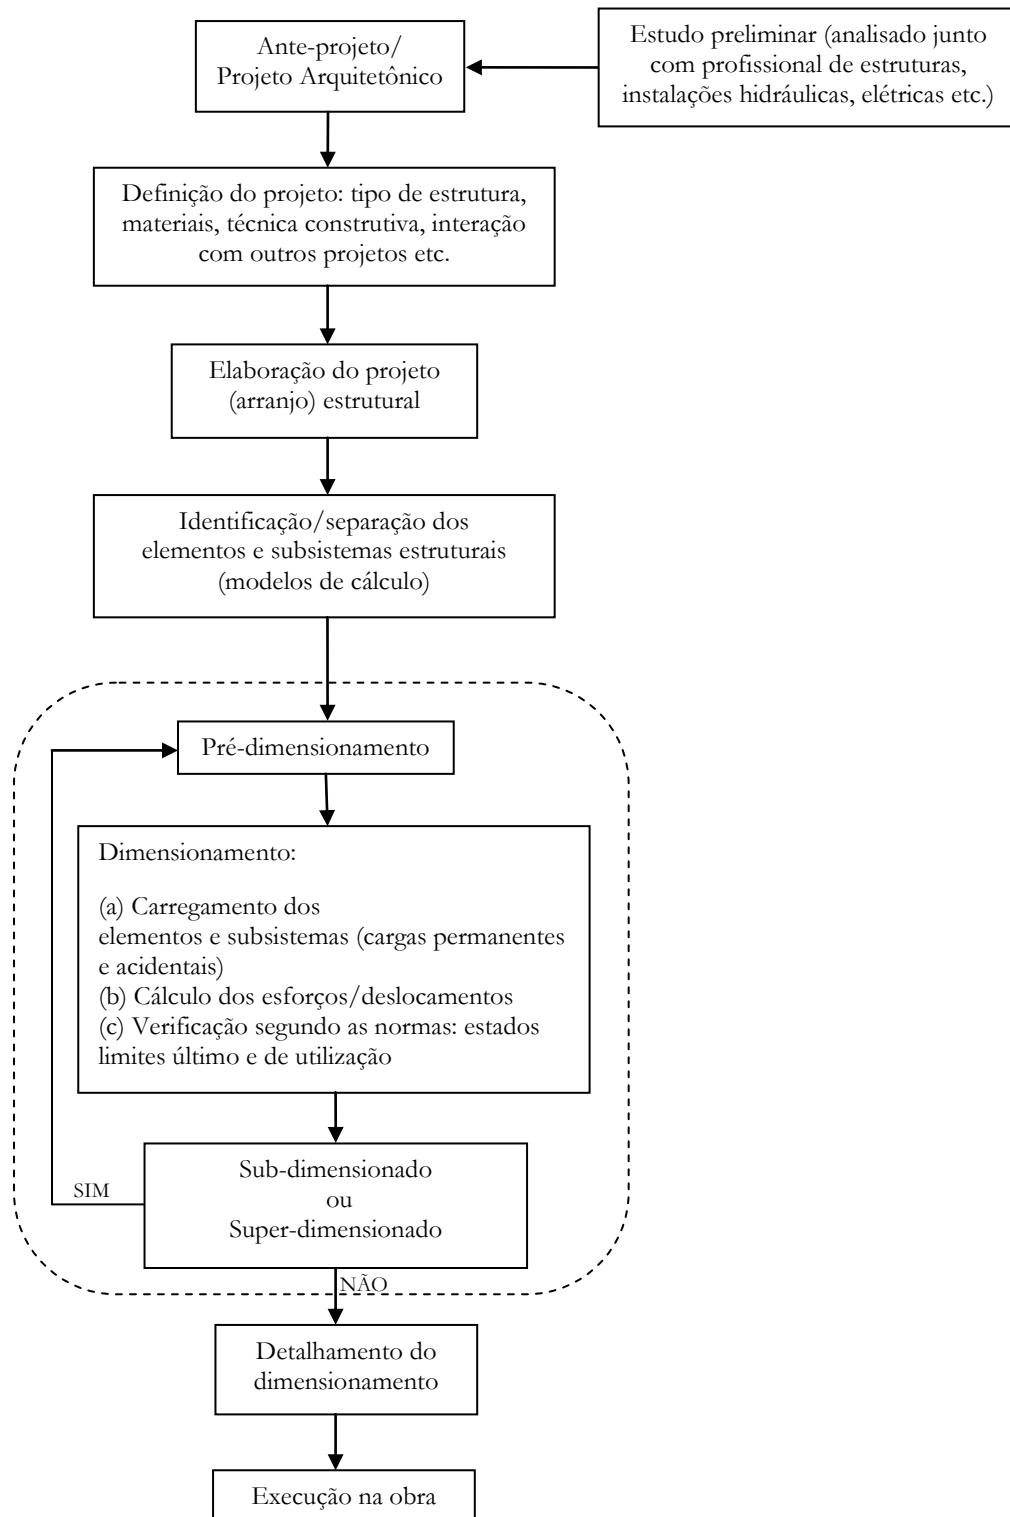 Ante-projeto/
Projeto Arquitetônico
Estudo preliminar (analisado junto
com profissional de estruturas,
instalações hidráulicas, elétricas etc.)
Definição do projeto: tipo de estrutura,
materiais, técnica construtiva, interação
com outros projetos etc.
Elaboração do projeto
(arranjo) estrutural
Identificação/separação dos
elementos e subsistemas estruturais
(modelos de cálculo)
Pré-dimensionamento
Dimensionamento:
(a) Carregamento dos
elementos e subsistemas (cargas permanentes
e acidentais)
(b) Cálculo dos esforços/deslocamentos
(c) Verificação segundo as normas: estados
limites último e de utilização
Sub-dimensionado
ou
Super-dimensionado
SIM
NÃO
Detalhamento do
dimensionamento
Execução na obra